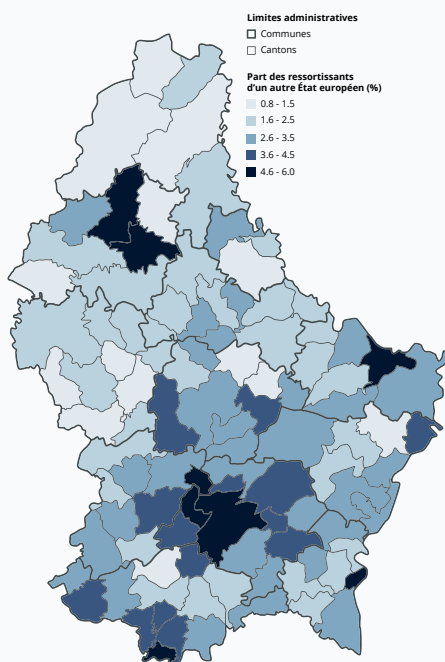 Limites administratives
Communes
Cantons
Part des ressortissants
d'un autre État européen (%)
0.8 - 1.5
1.6 - 2.5
2.6 - 3.5
3.6 - 4.5
4.6 - 6.0